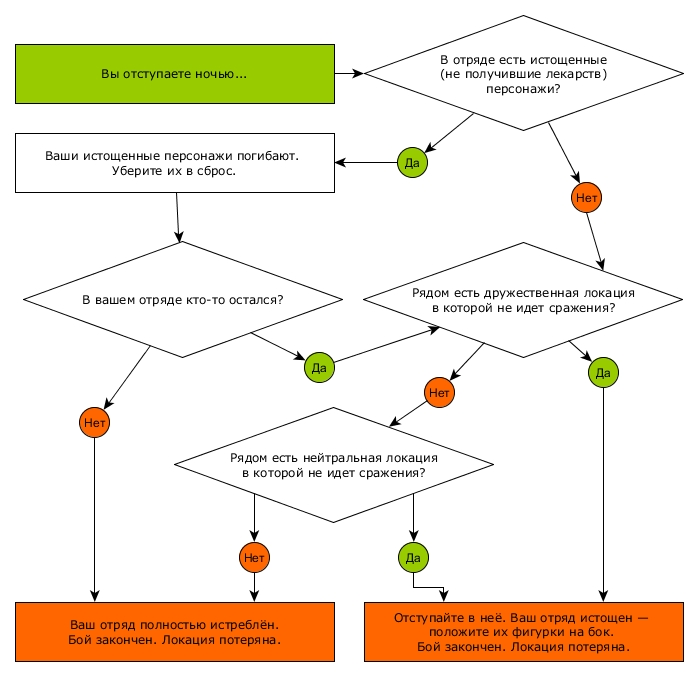 Вы отступаете ночью...
В отряде есть истощенные
(не получившие лекарств)
персонажи?
Да
Нет
Ваши истощенные персонажи погибают.
Уберите их в сброс.
В вашем отряде кто-то остался?
Рядом есть дружественная локация
в которой не идет сражения?
Да
Нет
Да
Нет
Рядом есть нейтральная локация
в которой не идет сражения?
Нет
Да
Ваш отряд полностью истреблён.
Бой закончен. Локация потеряна.
Отступайте в неё. Ваш отряд истощен —
положите их фигурки на бок.
Бой закончен. Локация потеряна.